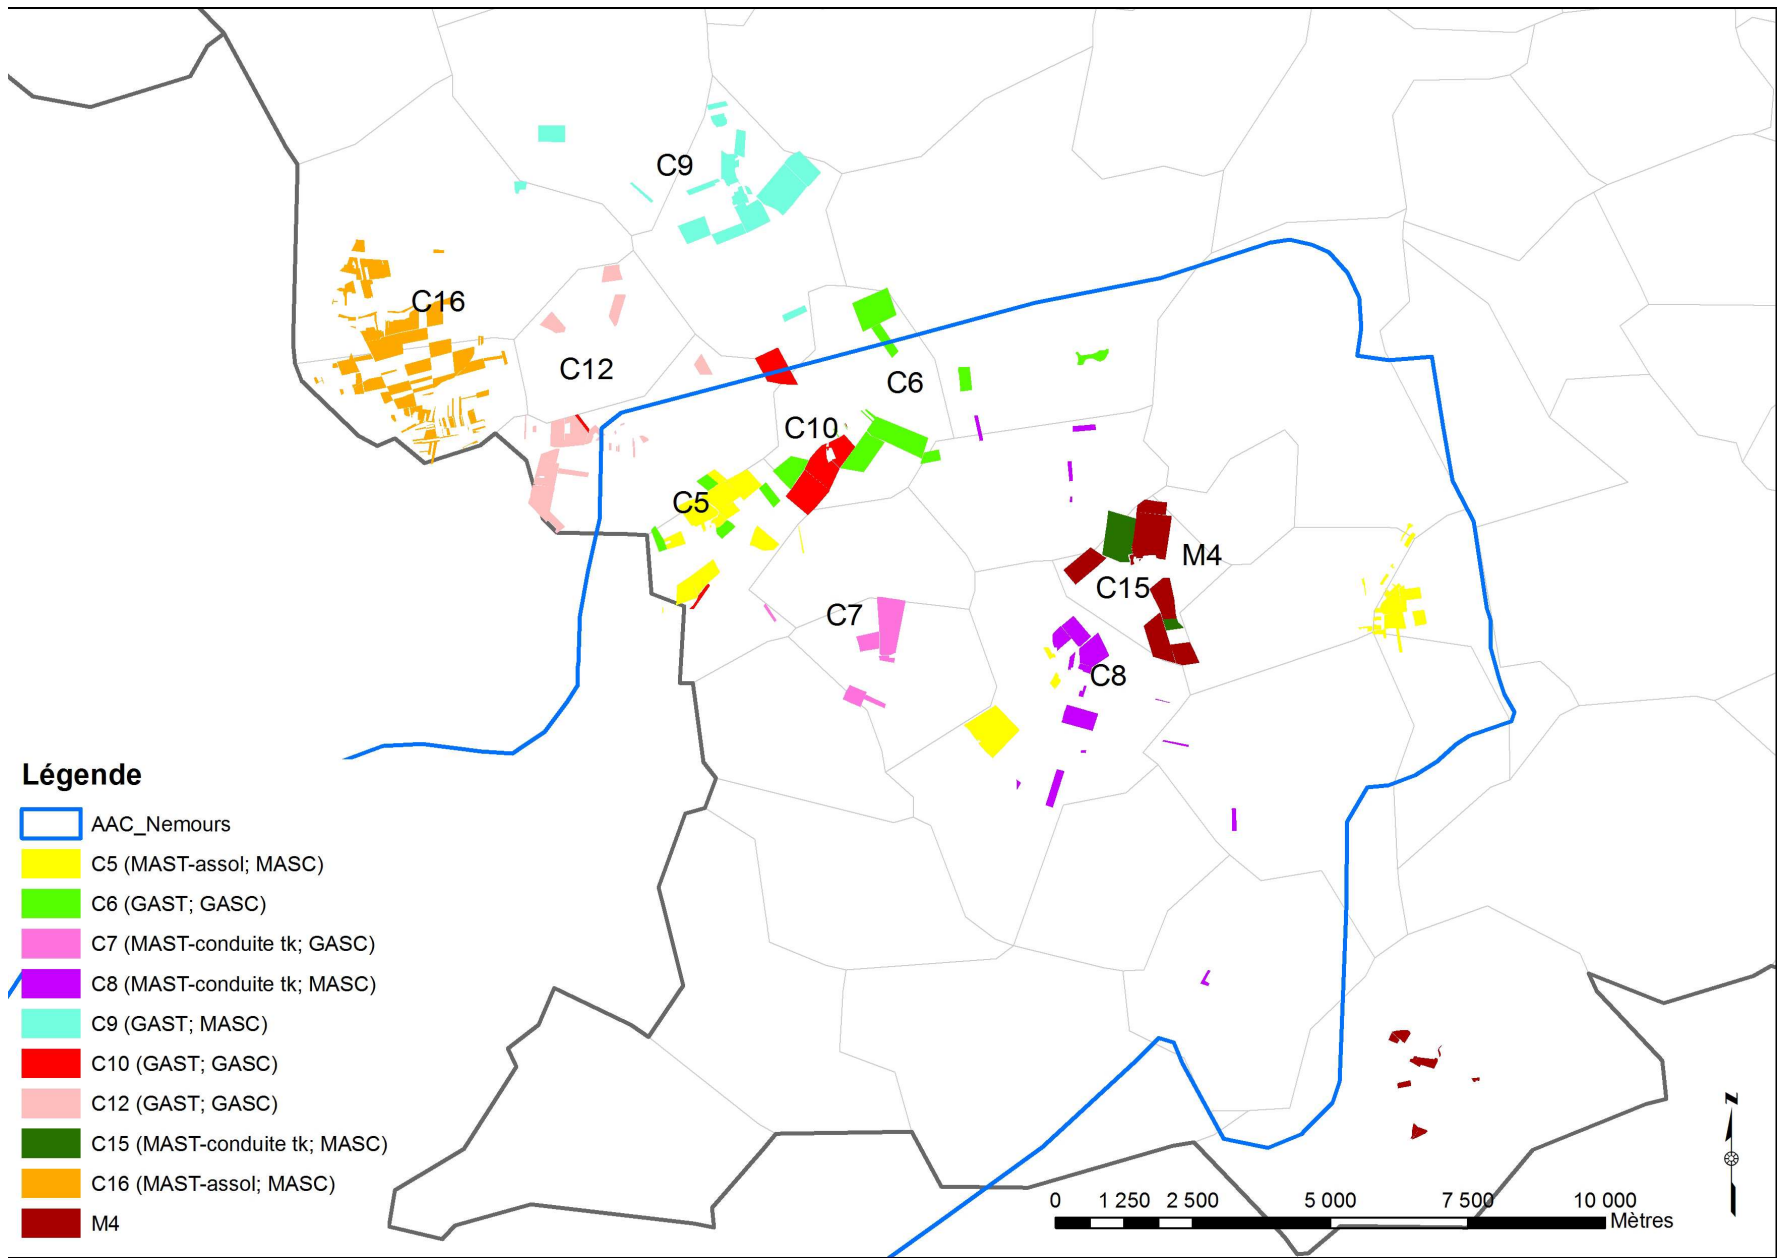 C9
C16
C12
C6
C10
C5
M4
C15
C7
C8
Légende
AAC_Nemours
C5 (MAST-assol; MASC)
C6 (GAST; GASC)
C7 (MAST-conduite tk; GASC)
C8 (MAST-conduite tk; MASC)
C9 (GAST; MASC)
C10 (GAST; GASC)
C12 (GAST; GASC)
C15 (MAST-conduite tk; MASC)
C16 (MAST-assol; MASC)
M4
N
0 1 250 2 500 5 000 7 500 10 000
Mètres